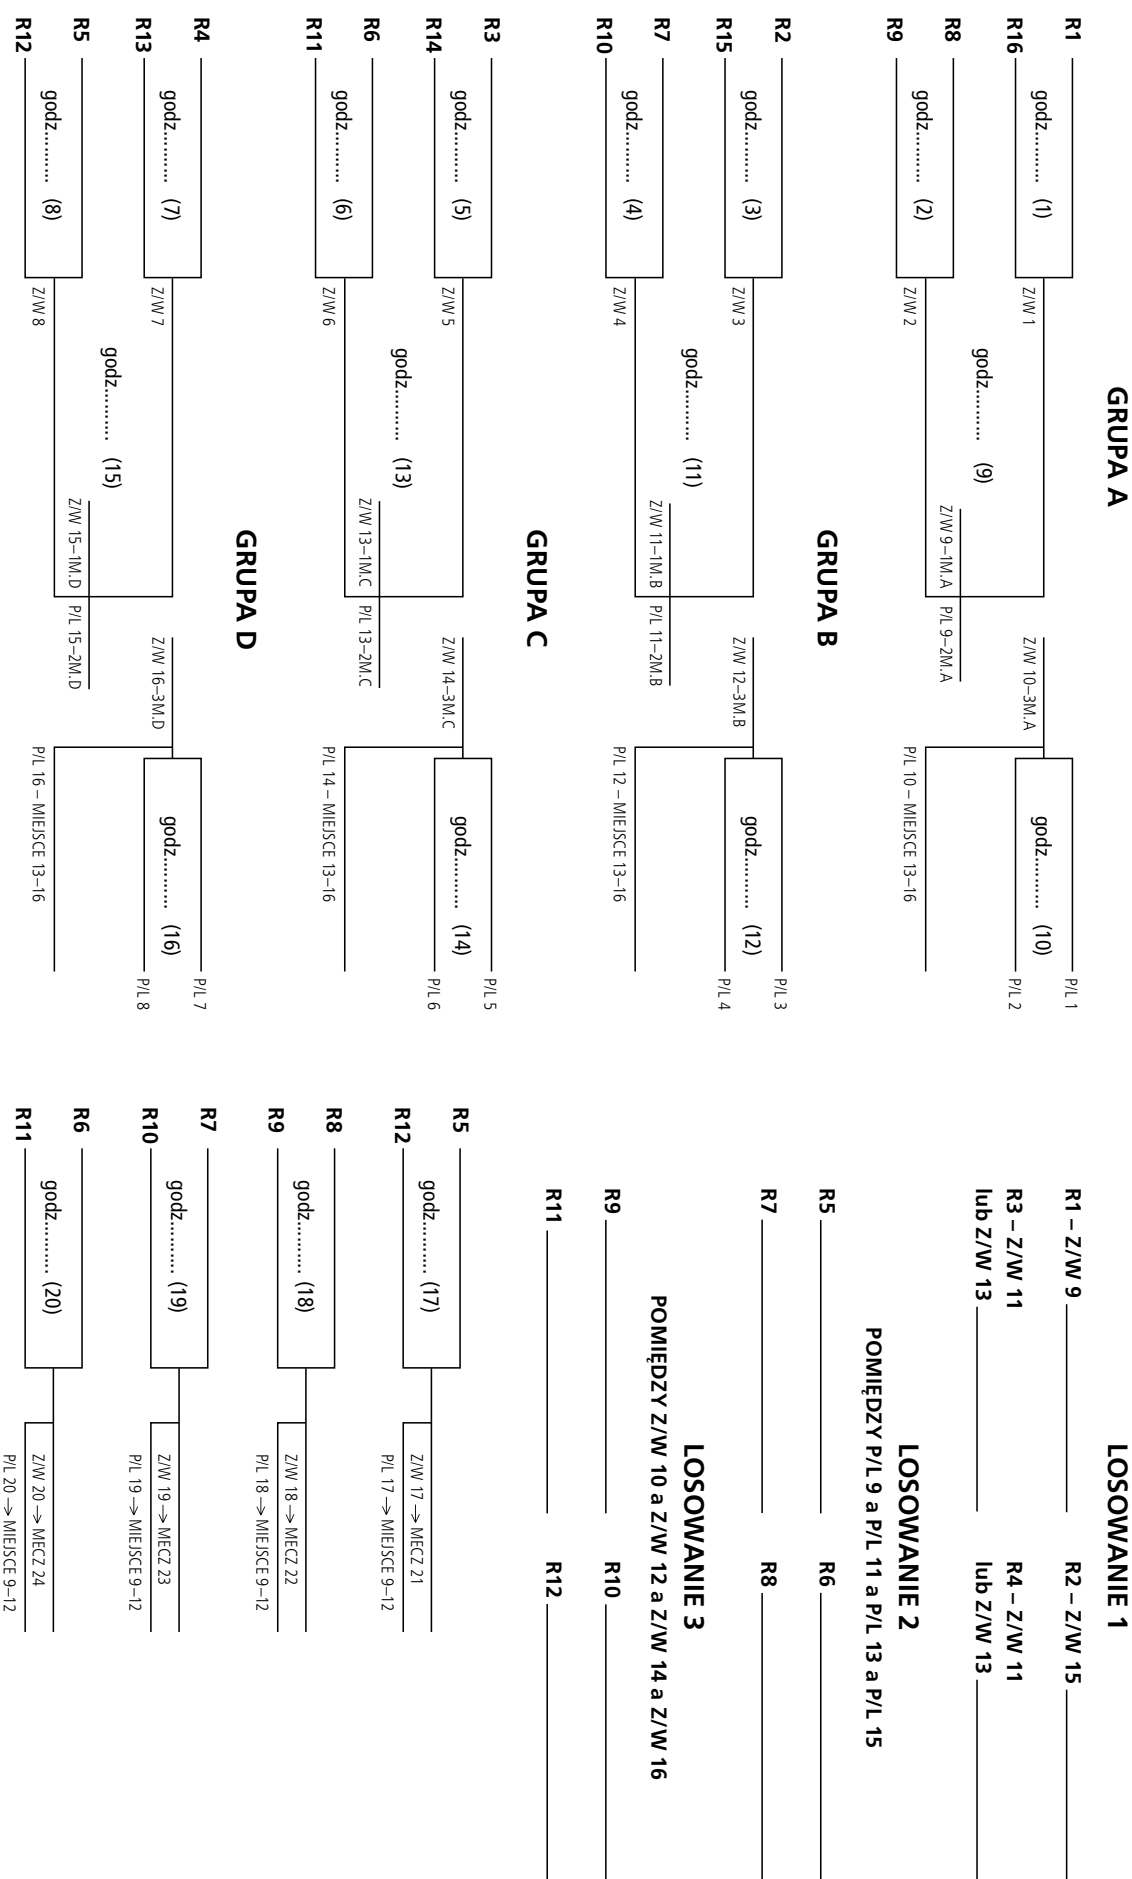 GRUPA A
R1
R16
R8
R9
godz.......... (1)
godz.......... (2)
Z/W 1
Z/W 2
godz.......... (9)
Z/W 9–1M.A
P/L 9–2M.A
Z/W 10–3M.A
P/L 10 – MIEJSCE 13–16
godz.......... (10)
P/L 1
P/L 2
GRUPA B
R2
R15
R7
R10
godz.......... (3)
godz.......... (4)
Z/W 3
Z/W 4
godz.......... (11)
Z/W 11–1M.B
P/L 11–2M.B
Z/W 12–3M.B
P/L 12 – MIEJSCE 13–16
godz.......... (12)
P/L 3
P/L 4
GRUPA C
R3
R14
R6
R11
godz.......... (5)
godz.......... (6)
Z/W 5
Z/W 6
godz.......... (13)
Z/W 13–1M.C
P/L 13–2M.C
Z/W 14–3M.C
P/L 14 – MIEJSCE 13–16
godz.......... (14)
P/L 5
P/L 6
GRUPA D
R4
R13
R5
R12
godz.......... (7)
godz.......... (8)
Z/W 7
Z/W 8
godz.......... (15)
Z/W 15–1M.D
P/L 15–2M.D
Z/W 16–3M.D
P/L 16 – MIEJSCE 13–16
godz.......... (16)
P/L 7
P/L 8
LOSOWANIE 1
R1 – Z/W 9
R2 – Z/W 15
R3 – Z/W 11
lub Z/W 13
R4 – Z/W 11
lub Z/W 13
LOSOWANIE 2
POMIĘDZY P/L 9 a P/L 11 a P/L 13 a P/L 15
R5
R6
R7
R8
LOSOWANIE 3
POMIĘDZY Z/W 10 a Z/W 12 a Z/W 14 a Z/W 16
R9
R10
R11
R12
R5
R12
godz.......... (17)
Z/W 17 –> MECZ 21
P/L 17 –> MIEJSCE 9–12
R8
R9
godz.......... (18)
Z/W 18 –> MECZ 22
P/L 18 –> MIEJSCE 9–12
R7
R10
godz.......... (19)
Z/W 19 –> MECZ 23
P/L 19 –> MIEJSCE 9–12
R6
R11
godz.......... (20)
Z/W 20 –> MECZ 24
P/L 20 –> MIEJSCE 9–12